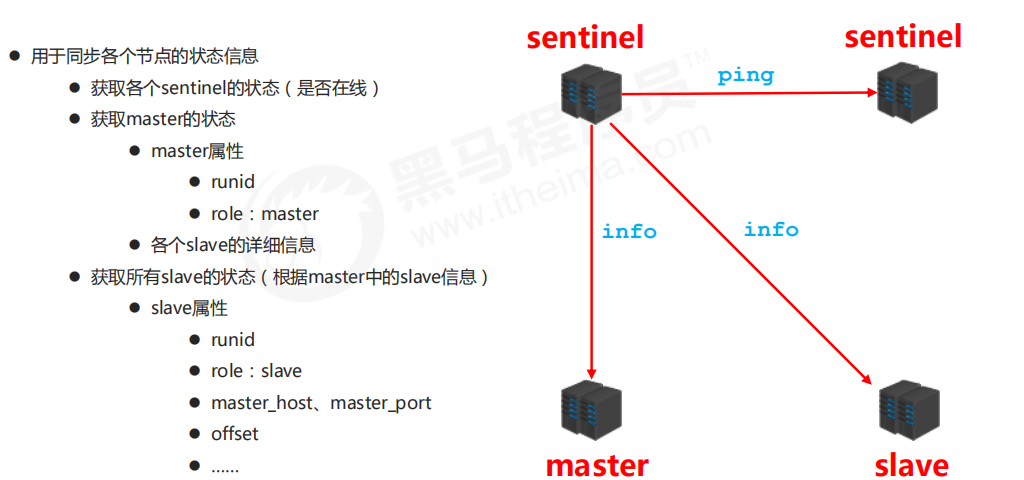 用于同步各个节点的状态信息
获取各个sentinel的状态（是否在线）
获取master的状态
master属性
runid
role：master
各个slave的详细信息
获取所有slave的状态（根据master中的slave信息）
slave属性
runid
role：slave
master_host、master_port
offset
……
sentinel
sentinel
ping
info
info
master
slave
黑马程序员™
www.itheima.com